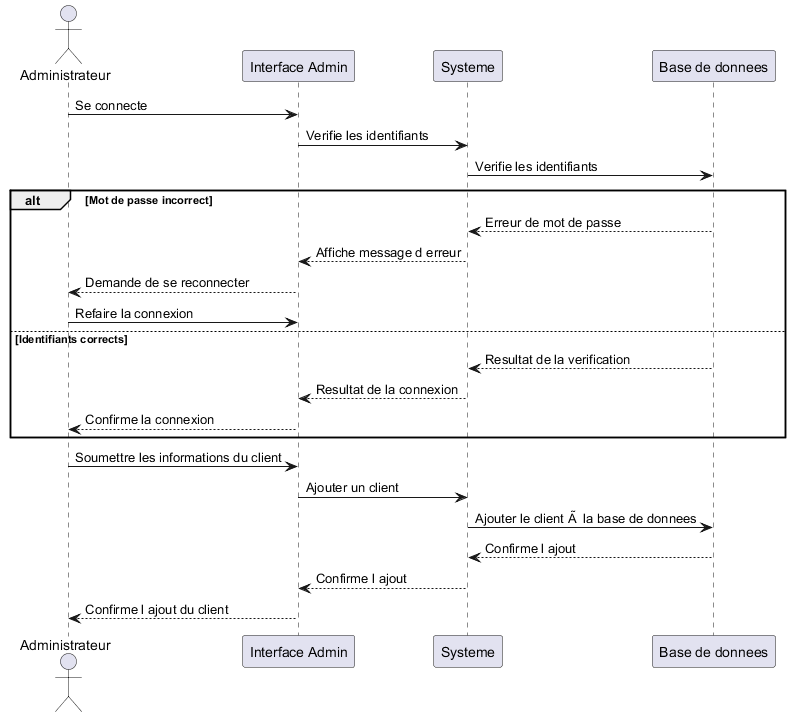 Administrateur
Interface Admin
Systeme
Base de donnees
Se connecte
Verifie les identifiants
Verifie les identifiants
alt
[Mot de passe incorrect]
Erreur de mot de passe
Affiche message d erreur
Demande de se reconnecter
Refaire la connexion
[Identifiants corrects]
Resultat de la verification
Resultat de la connexion
Confirme la connexion
Soumettre les informations du client
Ajouter un client
Ajouter le client Ã la base de donnees
Confirme l ajout
Confirme l ajout
Confirme l ajout du client
Administrateur
Interface Admin
Systeme
Base de donnees